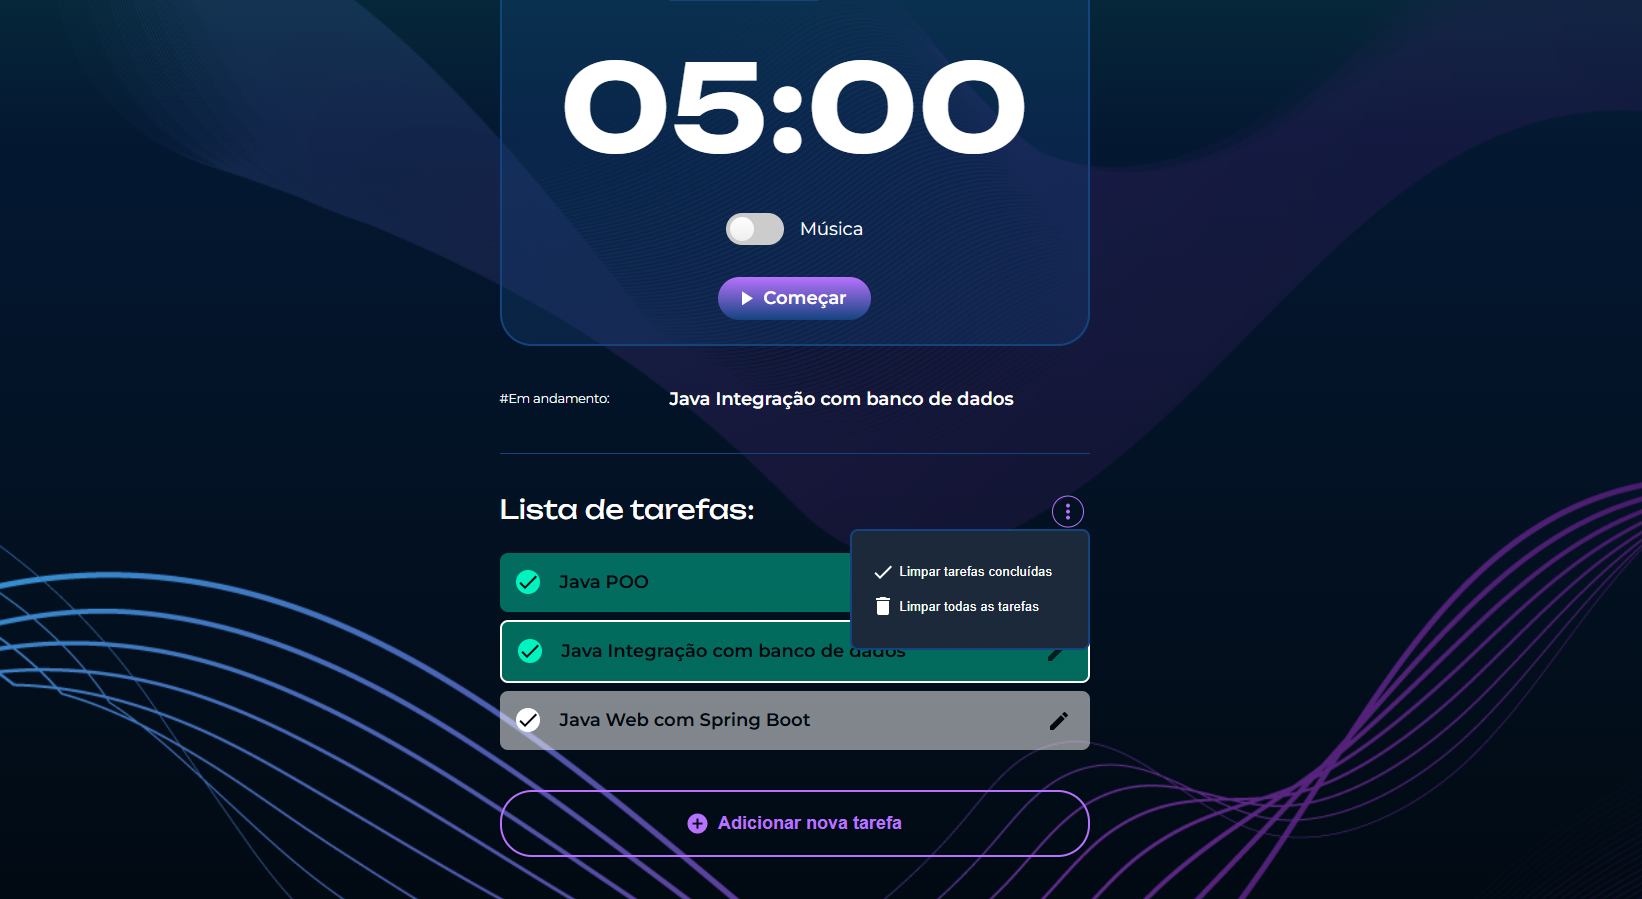 05:00
Música
Começar
#Em andamento:
Java Integração com banco de dados
Lista de tarefas:
Limpar tarefas concluídas
Limpar todas as tarefas
Java POO
Java Integração com banco de dados
Java Web com Spring Boot
Adicionar nova tarefa